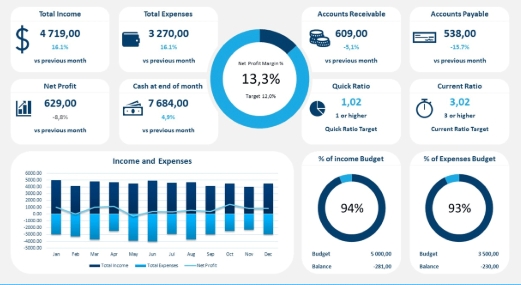 Total Income
4 719,00
16.1%
vs previous month
Total Expenses
3 270,00
16.1%
vs previous month
Net Profit Margin %
13,3%
Target 12,0%
Accounts Receivable
609,00
-5,1%
vs previous month
Accounts Payable
538,00
-15.7%
vs previous month
Net Profit
629,00
-8,8%
vs previous month
Cash at end of month
7 684,00
4,9%
vs previous month
Quick Ratio
1,02
1 or higher
Quick Ratio Target
Current Ratio
3,02
3 or higher
Current Ratio Target
Income and Expenses
6000.00
5000.00
4000.00
3000.00
2000.00
1000.00
0.00
-1000.00
-2000.00
-3000.00
-4000.00
-5000.00
Jan Feb Mar Apr May Jun Jul Aug Sep Oct Nov Dec
Total Income Total Expenses Net Profit
% of income Budget
94%
Budget 5 000,00
Balance -281,00
% of Expenses Budget
93%
Budget 3 500,00
Balance -230,00